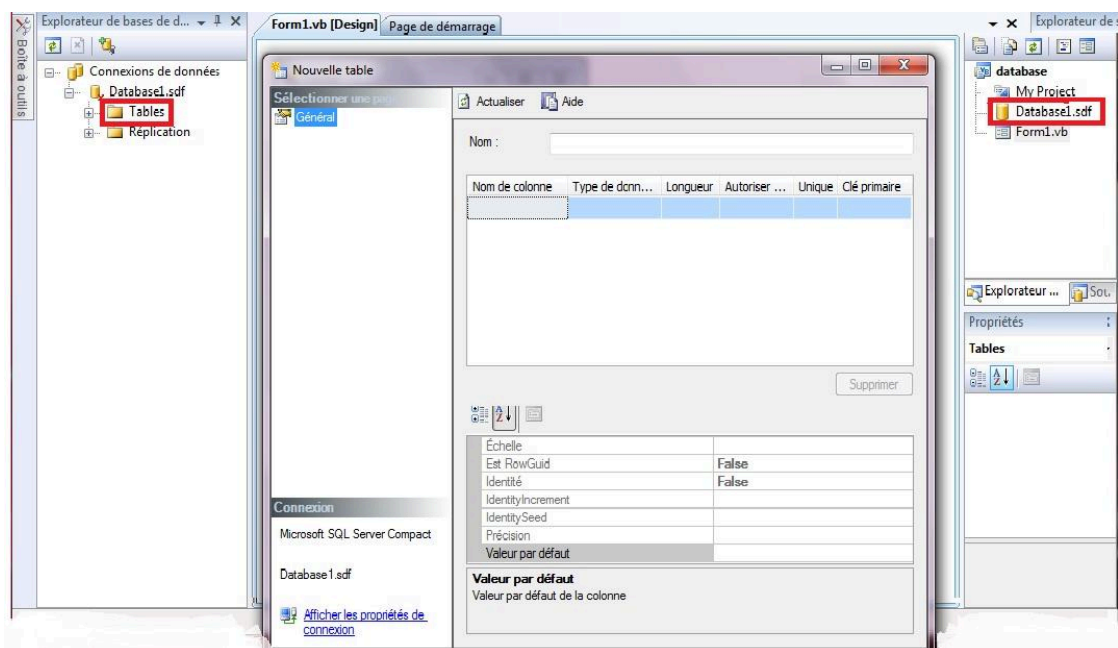 Explorateur de bases de d...
Form1.vb [Design]
Page de démarrage
Explorateur de
Boîte à outils
Connexions de données
Database1.sdf
Tables
Réplication
Nouvelle table
Sélectionner une
Général
Actualiser
Aide
Nom :
Nom de colonne
Type de donn...
Longueur
Autoriser ...
Unique
Clé primaire
Supprimer
Échelle
Est RowGuid
False
Identité
False
IdentityIncrement
IdentitySeed
Précision
Valeur par défaut
Valeur par défaut
Valeur par défaut de la colonne
Connexion
Microsoft SQL Server Compact
Database1.sdf
Afficher les propriétés de
connexion
database
My Project
Database1.sdf
Form1.vb
Explorateur ...
Propriétés
Tables